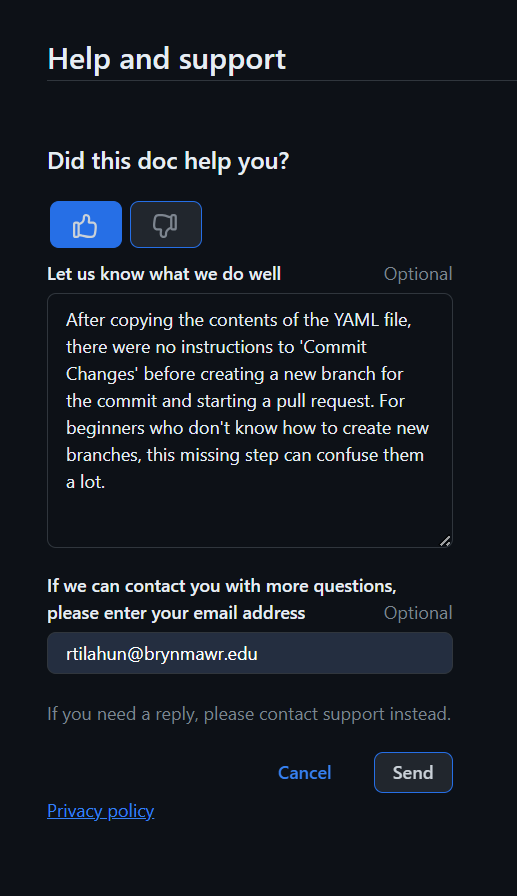 Help and support
Did this doc help you?
Let us know what we do well
Optional
After copying the contents of the YAML file,
there were no instructions to 'Commit
Changes' before creating a new branch for
the commit and starting a pull request. For
beginners who don't know how to create new
branches, this missing step can confuse them
a lot.
If we can contact you with more questions,
please enter your email address
Optional
rtilahun@brynmawr.edu
If you need a reply, please contact support instead.
Cancel
Send
Privacy policy